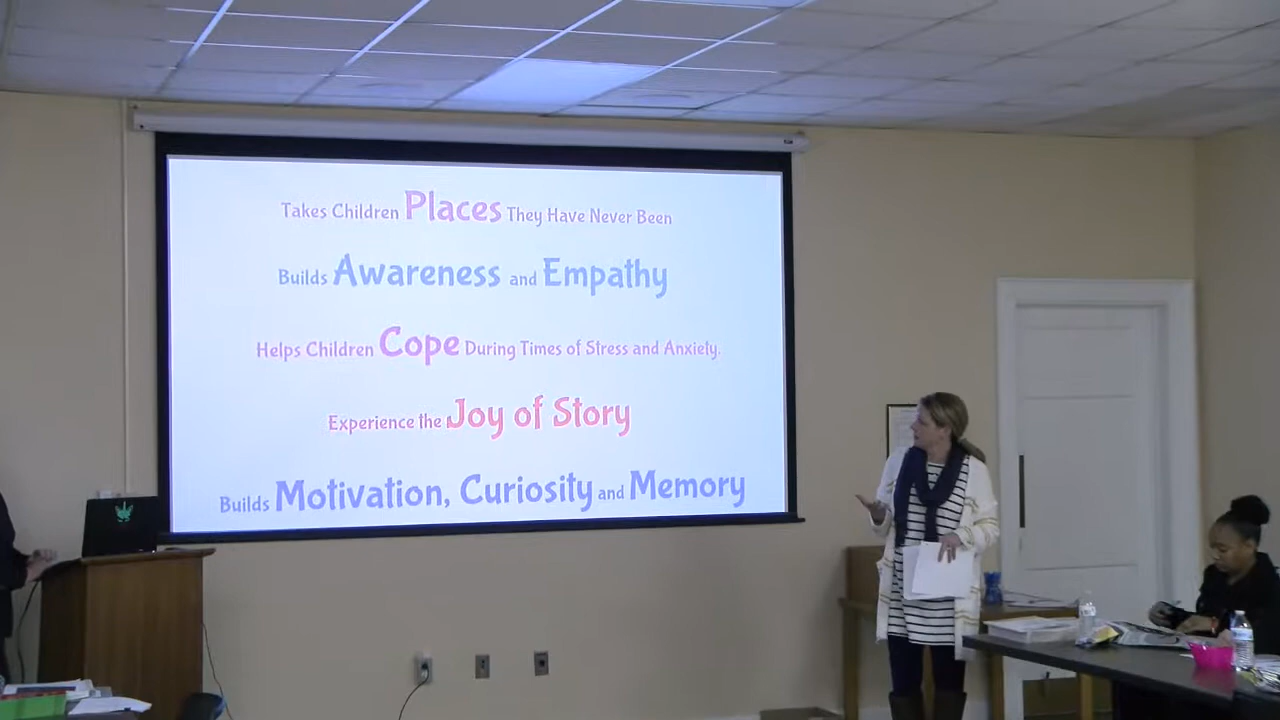 Takes Children Places They Have Never Been
Builds Awareness and Empathy
Helps Children Cope During Times of Stress and Anxiety.
Experience the Joy of Story
Builds Motivation, Curiosity and Memory